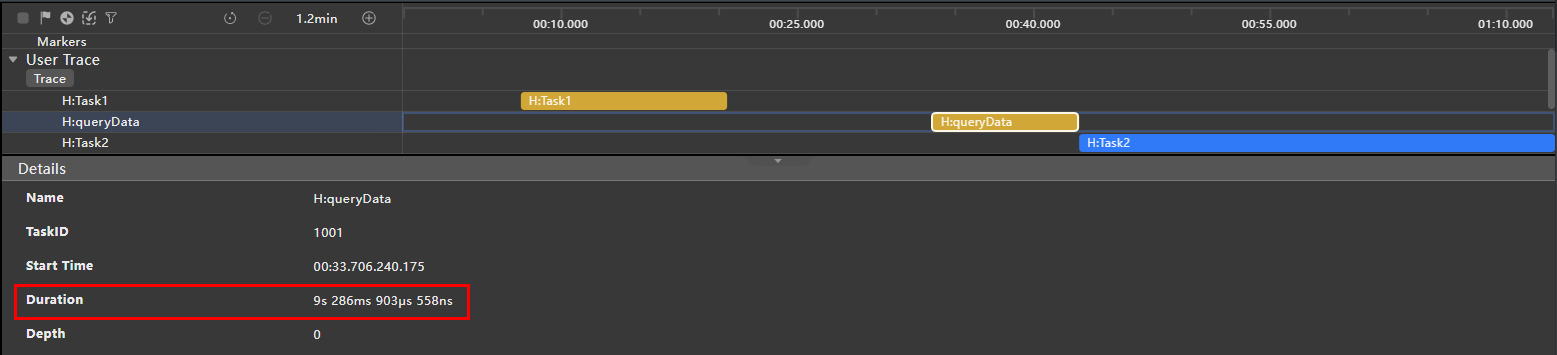 1.2min 00:10.000 00:25.000 00:40.000 00:55.000 01:10.000
Markers
User Trace
Trace
H:Task1 H:Task1
H:queryData H:queryData
H:Task2 H:Task2
Details
Name H:queryData
TaskID 1001
Start Time 00:33.706.240.175
Duration 9s 286ms 903μs 558ns
Depth 0